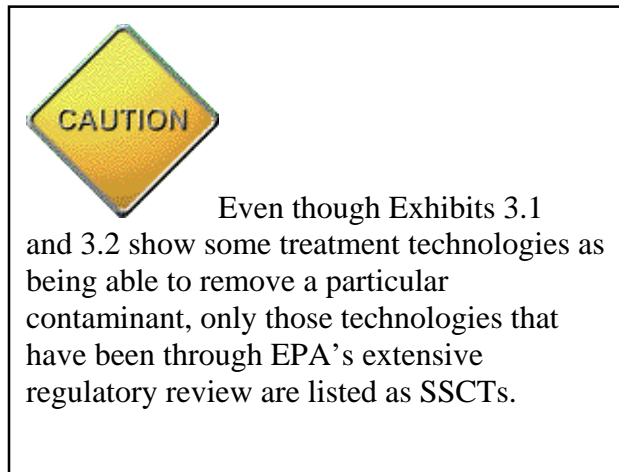 CAUTION
Even though Exhibits 3.1
and 3.2 show some treatment technologies as
being able to remove a particular
contaminant, only those technologies that
have been through EPA's extensive
regulatory review are listed as SSCTs.